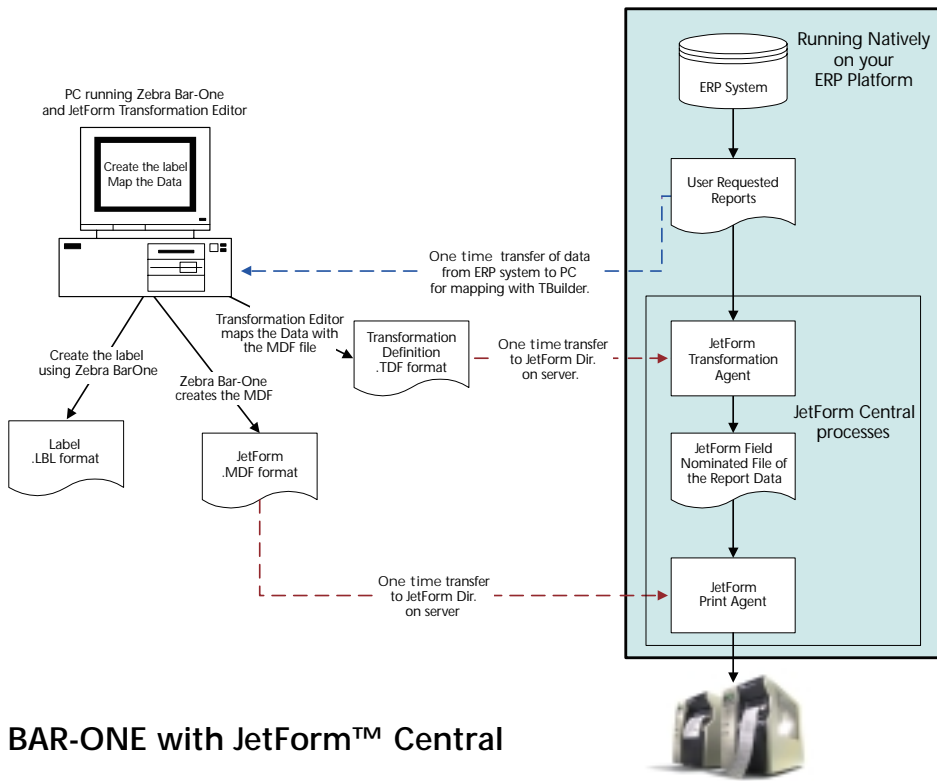 PC running Zebra Bar-One
and JetForm Transformation Editor
Create the label
Map the Data
Running Natively
on your
ERP Platform
ERP System
User Requested
Reports
One time transfer of data
from ERP system to PC
for mapping with TBuilder.
Transformation Editor
maps the Data with
the MDF file
Transformation
Definition
.TDF format
One time transfer
to JetForm Dir.
on server.
JetForm
Transformation
Agent
Create the label
using Zebra BarOne
Zebra Bar-One
creates the MDF
JetForm Central
processes
Label
.LBL format
JetForm
.MDF format
JetForm Field
Nominated File of
the Report Data
One time transfer
to JetForm Dir.
on server
JetForm
Print Agent
BAR-ONE with JetForm™ Central